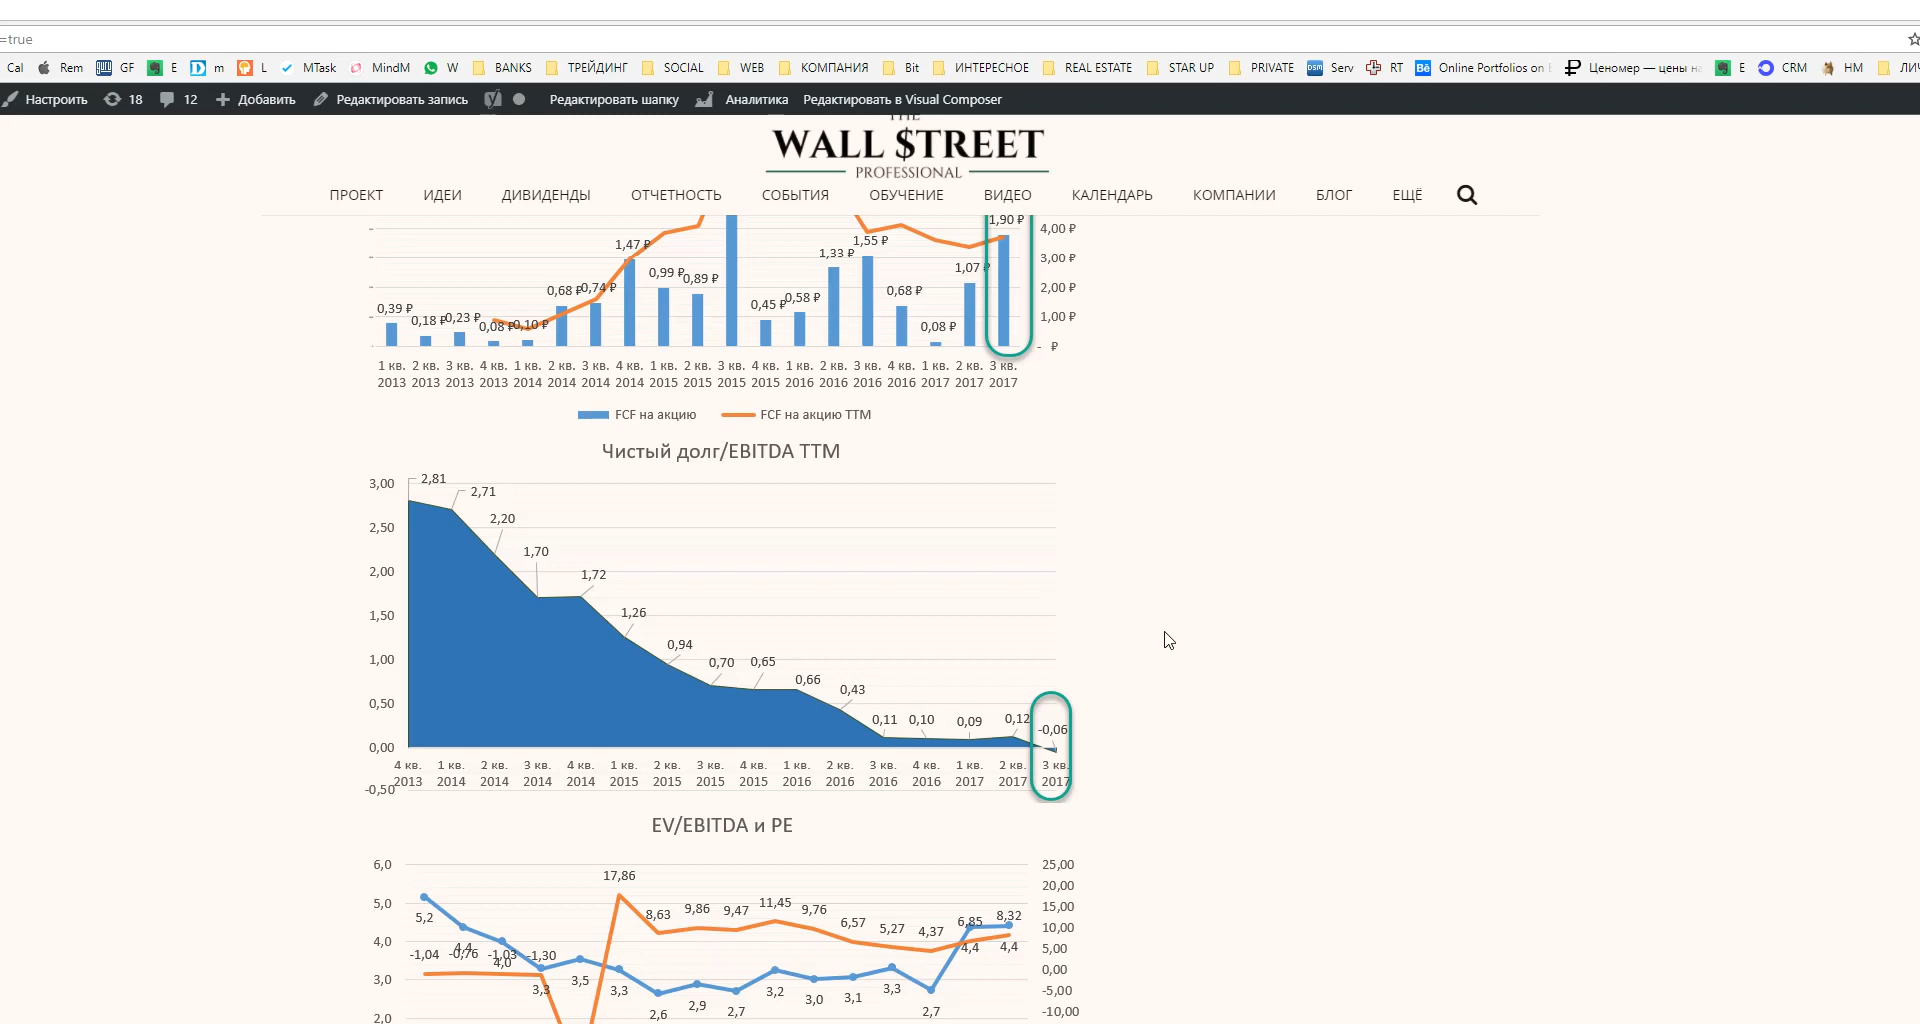 =true
Cal Rem GF E m L MTask MindM W BANKS ТРЕЙДИНГ SOCIAL WEB КОМПАНИЯ Bit ИНТЕРЕСНОЕ REAL ESTATE STAR UP PRIVATE Serv RT Bē Online Portfolios on Ценомер — цены E CRM HM
Настроить 18 12 Добавить Редактировать запись Редактировать шапку Аналитика Редактировать в Visual Composer
THE
WALL $TREET
PROFESSIONAL
ПРОЕКТ ИДЕИ ДИВИДЕНДЫ ОТЧЕТНОСТЬ СОБЫТИЯ ОБУЧЕНИЕ ВИДЕО КАЛЕНДАРЬ КОМПАНИИ БЛОГ ЕЩЁ
0,39 ₽ 0,18 ₽ 0,23 ₽ 0,08 ₽ 0,10 ₽ 0,68 ₽ 0,74 ₽ 1,47 ₽ 0,99 ₽ 0,89 ₽ 0,45 ₽ 0,58 ₽ 1,33 ₽ 1,55 ₽ 0,68 ₽ 0,08 ₽ 1,07 ₽ 1,90 ₽
4,00 ₽
3,00 ₽
2,00 ₽
1,00 ₽
- ₽
1 кв. 2 кв. 3 кв. 4 кв. 1 кв. 2 кв. 3 кв. 4 кв. 1 кв. 2 кв. 3 кв. 4 кв. 1 кв. 2 кв. 3 кв. 4 кв. 1 кв. 2 кв. 3 кв.
2013 2013 2013 2013 2014 2014 2014 2014 2015 2015 2015 2015 2016 2016 2016 2016 2017 2017 2017
FCF на акцию FCF на акцию TTM
Чистый долг/EBITDA TTM
3,00
2,50
2,00
1,50
1,00
0,50
0,00
-0,50
2,81 2,71 2,20 1,70 1,72 1,26 0,94 0,70 0,65 0,66 0,43 0,11 0,10 0,09 0,12 -0,06
4 кв. 1 кв. 2 кв. 3 кв. 4 кв. 1 кв. 2 кв. 3 кв. 4 кв. 1 кв. 2 кв. 3 кв. 4 кв. 1 кв. 2 кв. 3 кв.
2013 2014 2014 2014 2014 2015 2015 2015 2015 2016 2016 2016 2016 2017 2017 2017
EV/EBITDA и PE
6,0
5,0
4,0
3,0
2,0
17,86 8,63 9,86 9,47 11,45 9,76 6,57 5,27 4,37 6,85 8,32
-1,04 -0,76 -1,03 -1,30
5,2 4,4 4,0 3,3 3,5 3,3 2,6 2,9 2,7 3,2 3,0 3,1 3,3 2,7 4,4 4,4
25,00
20,00
15,00
10,00
5,00
0,00
-5,00
-10,00